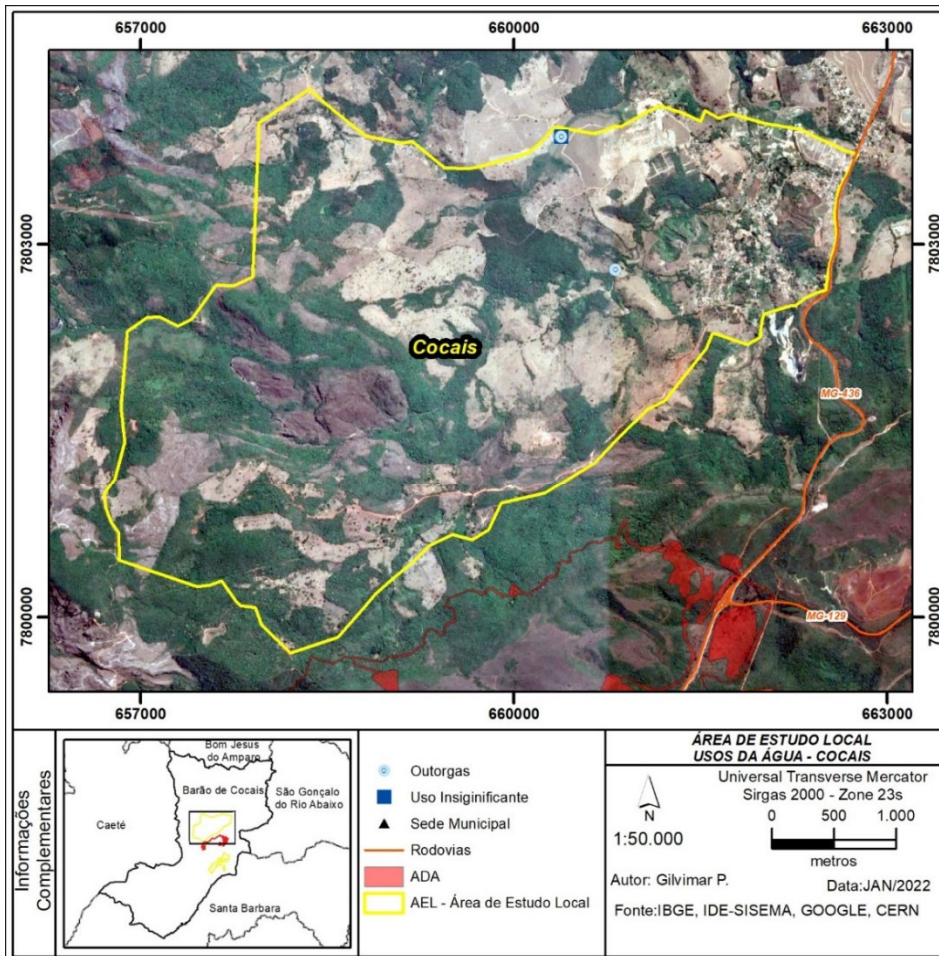 657000 660000 663000
7803000
7803000
Cocais
MG-436
MG-129
7800000
7800000
657000 660000 663000
Informações
Complementares
Bom Jesus
do Amparo
Barão de Cocais
São Gonçalo
do Rio Abaixo
Caeté
Santa Barbara
Outorgas
Uso Insiginificante
Sede Municipal
Rodovias
ADA
AEL - Área de Estudo Local
ÁREA DE ESTUDO LOCAL
USOS DA ÁGUA - COCAIS
Universal Transverse Mercator
Sirgas 2000 - Zone 23s
N
1:50.000
0 500 1.000
metros
Autor: Gilvimar P.
Data:JAN/2022
Fonte:IBGE, IDE-SISEMA, GOOGLE, CERN